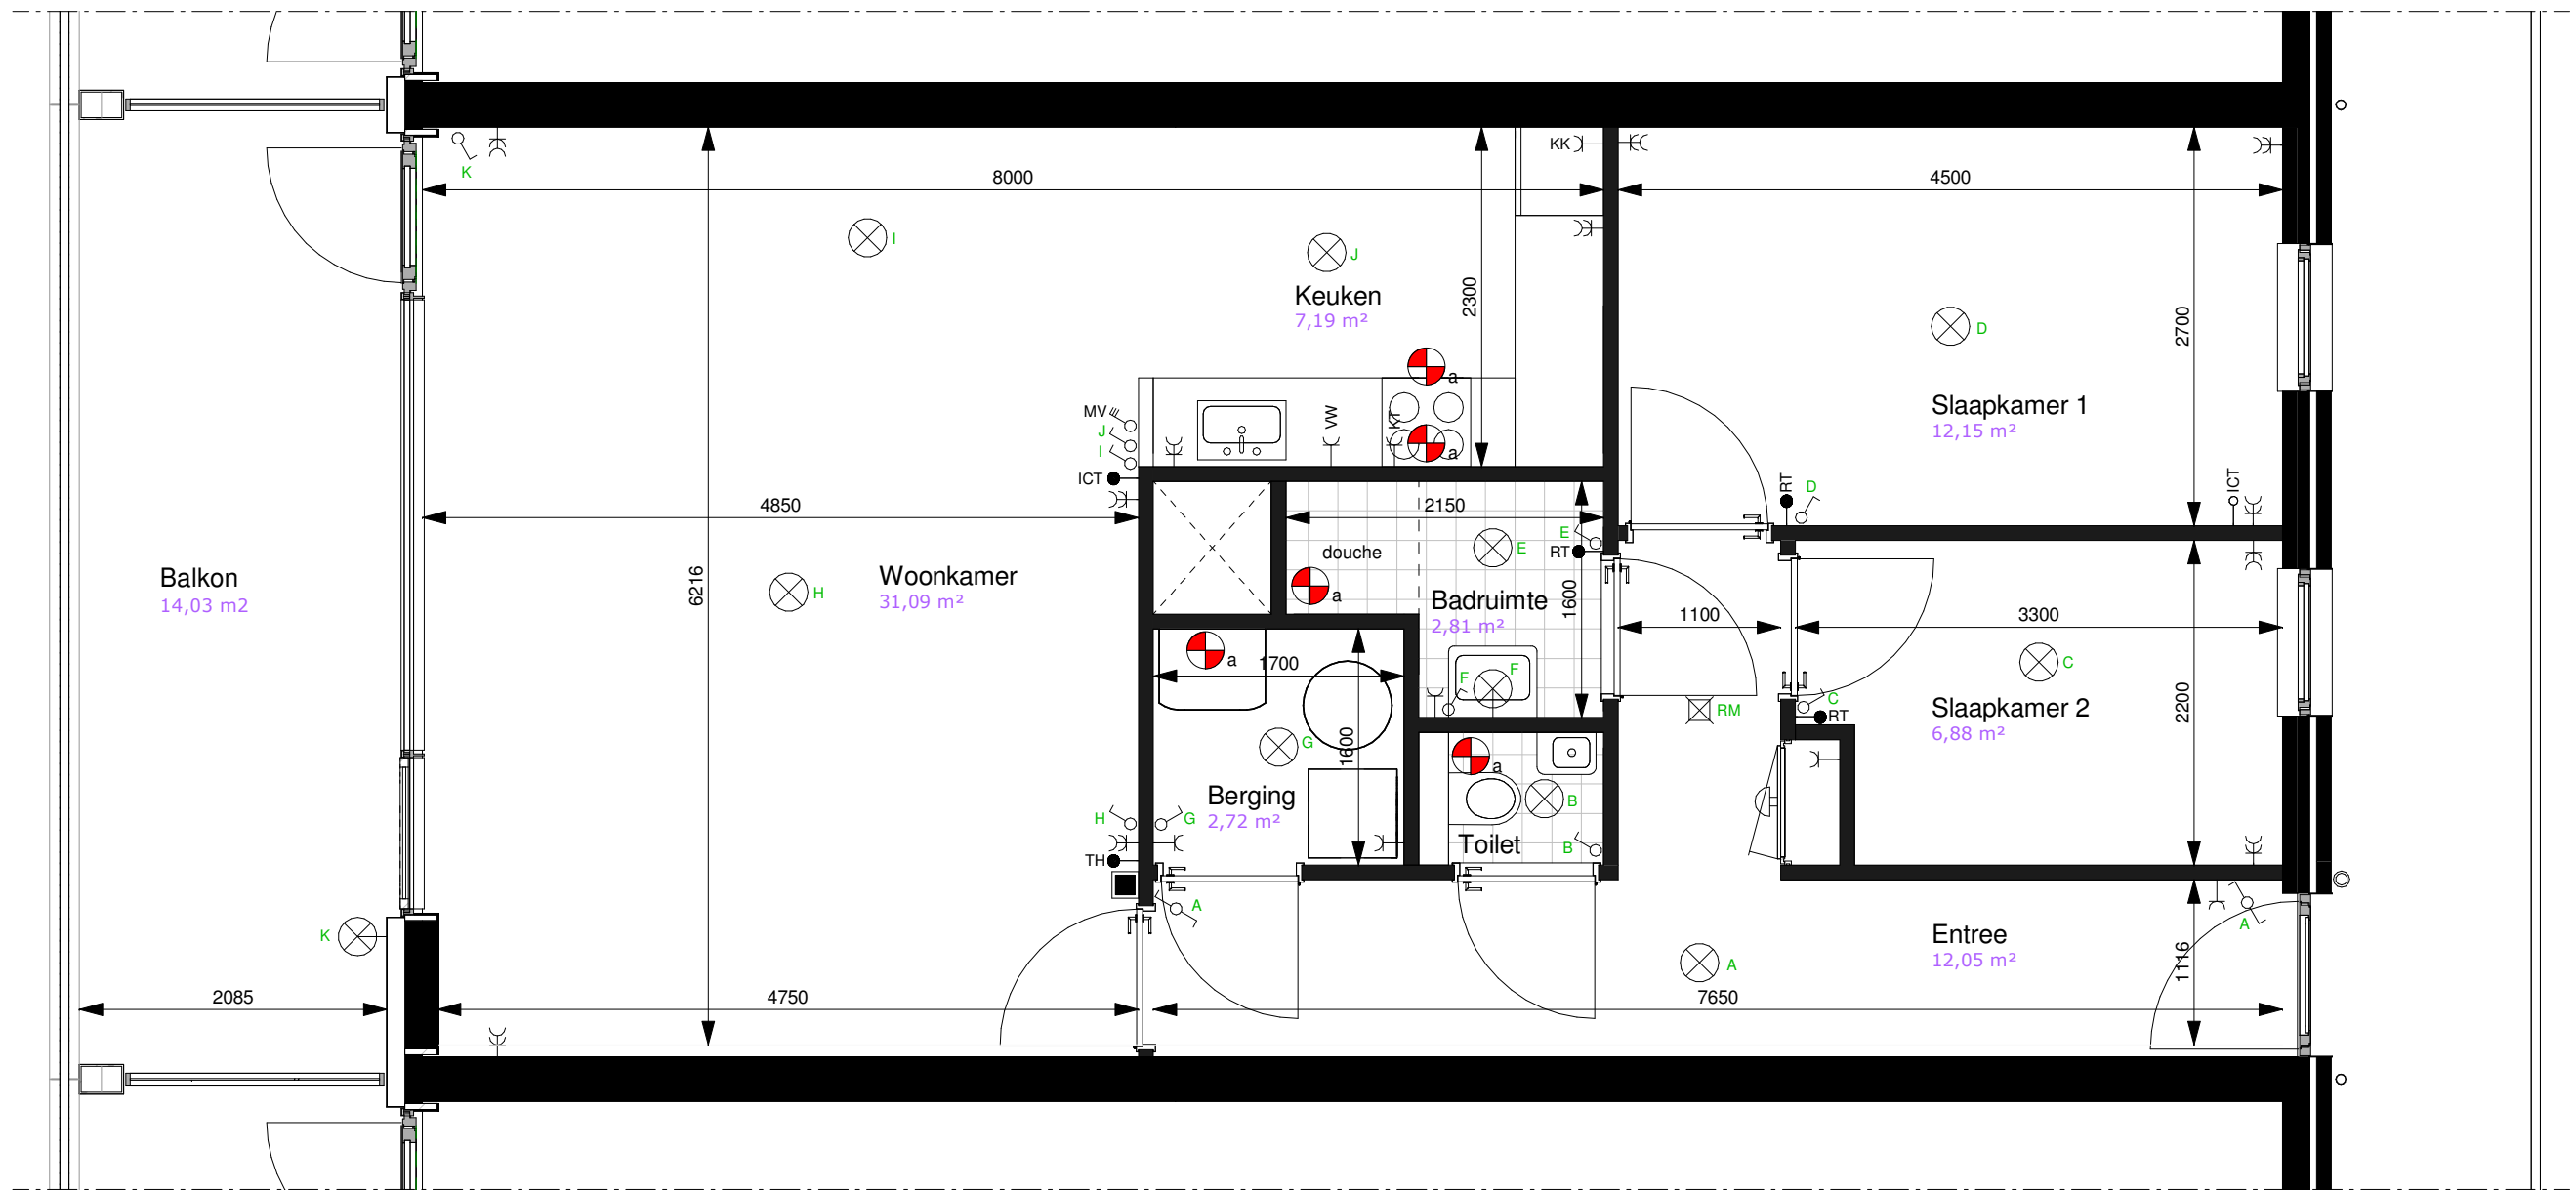 K
KK
8000
4500
I
J
Keuken
7,19 m²
2300
D
2700
Slaapkamer 1
12,15 m²
a
MV
J
I
VW
KT
a
ICT
RT
D
ICT
4850
2150
E
E
RT
douche
Balkon
14,03 m2
H
Woonkamer
31,09 m²
6216
a
Badruimte
2,81 m²
1600
1100
3300
C
a
1700
F
F
RM
C
RT
Slaapkamer 2
6,88 m²
2200
G
1600
a
Berging
2,72 m²
B
H
G
Toilet
B
TH
A
A
K
Entree
12,05 m²
A
1116
2085
4750
7650